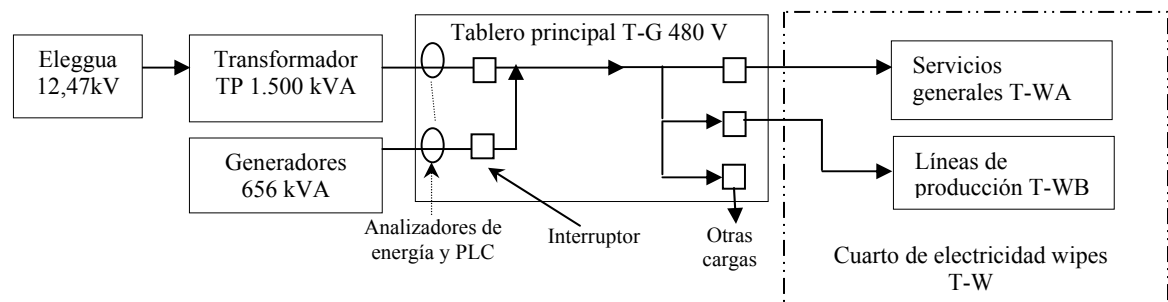 Eleggua
12,47kV
Transformador
TP 1.500 kVA
Generadores
656 kVA
Tablero principal T-G 480 V
Analizadores de
energía y PLC
Interruptor
Otras
cargas
Servicios
generales T-WA
Líneas de
producción T-WB
Cuarto de electricidad wipes
T-W